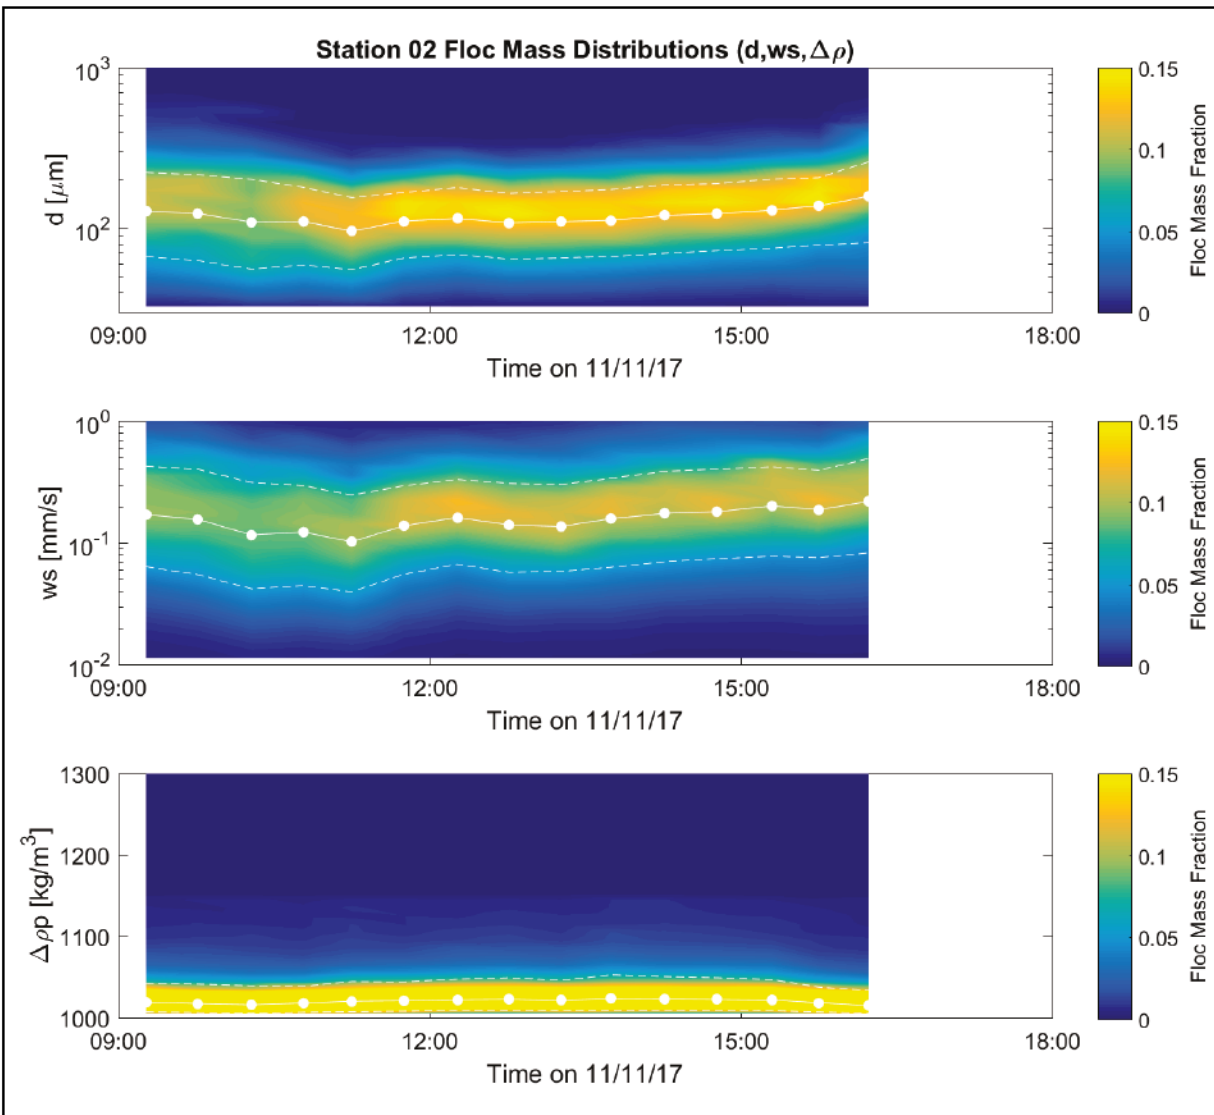 Station 02 Floc Mass Distributions (d,ws,Δρ)
d [μm]
10³
10²
09:00 12:00 15:00 18:00
Time on 11/11/17
0.15
0.1
0.05
0
Floc Mass Fraction
ws [mm/s]
10⁰
10⁻¹
10⁻²
09:00 12:00 15:00 18:00
Time on 11/11/17
0.15
0.1
0.05
0
Floc Mass Fraction
Δρp [kg/m³]
1300
1200
1100
1000
09:00 12:00 15:00 18:00
Time on 11/11/17
0.15
0.1
0.05
0
Floc Mass Fraction